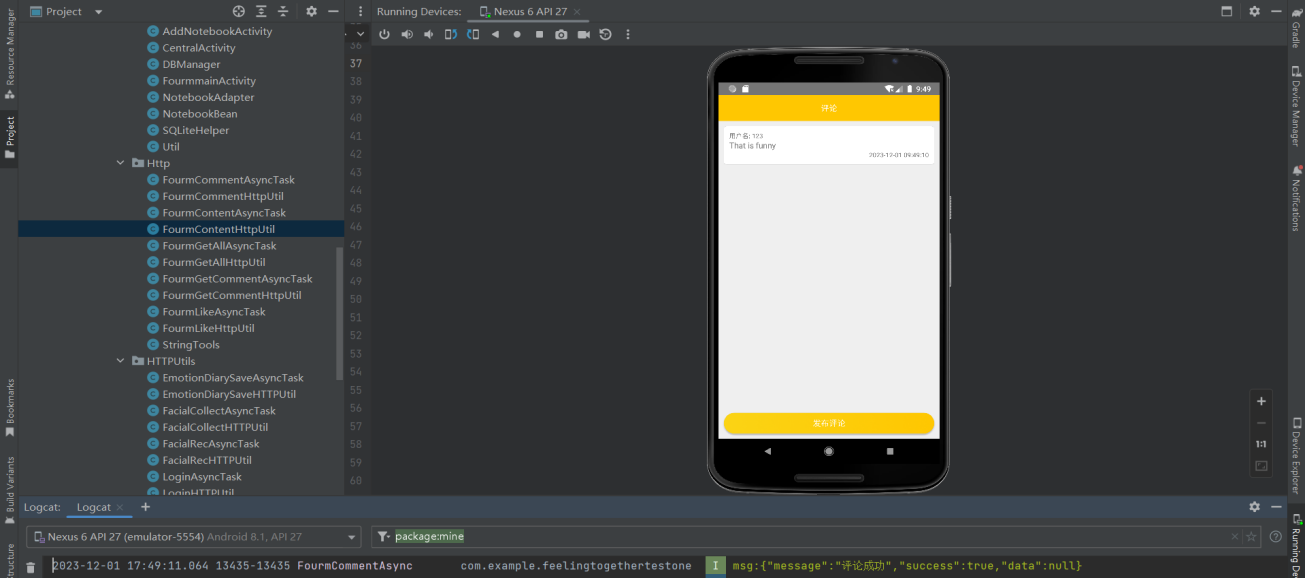 Project
Running Devices:
Nexus 6 API 27
Resource Manager
Project
Bookmarks
Build Variants
Structure
AddNotebookActivity
CentralActivity
DBManager
FourmmainActivity
NotebookAdapter
NotebookBean
SQLiteHelper
Util
Http
FourmCommentAsyncTask
FourmCommentHttpUtil
FourmContentAsyncTask
FourmContentHttpUtil
FourmGetAllAsyncTask
FourmGetAllHttpUtil
FourmGetCommentAsyncTask
FourmGetCommentHttpUtil
FourmLikeAsyncTask
FourmLikeHttpUtil
StringTools
HTTPUtils
EmotionDiarySaveAsyncTask
EmotionDiarySaveHTTPUtil
FacialCollectAsyncTask
FacialCollectHTTPUtil
FacialRecAsyncTask
FacialRecHTTPUtil
LoginAsyncTask
LoginHTTPUtil
36
37
38
39
40
41
42
43
44
45
46
47
48
49
50
51
52
53
54
55
56
57
58
59
60
9:49
评论
用户名: 123
That is funny
2023-12-01 09:49:10
发布评论
1:1
Gradle
Device Manager
Notifications
Device Explorer
Running De
Logcat:
Logcat
Nexus 6 API 27 (emulator-5554) Android 8.1, API 27
package:mine
2023-12-01 17:49:11.064 13435-13435 FourmCommentAsync com.example.feelingtogethertestone I msg:{"message":"评论成功","success":true,"data":null}